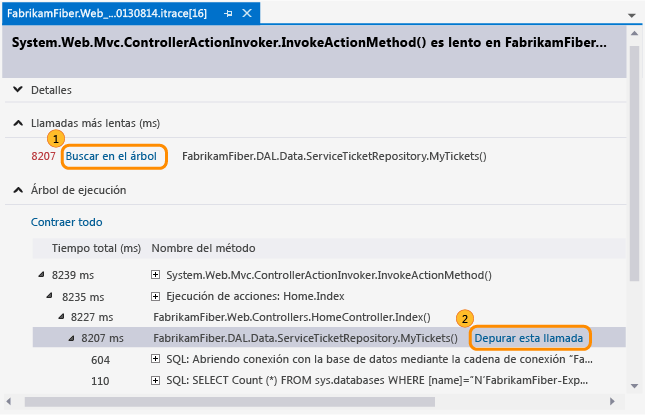 FabrikamFiber.Web_...0130814.itrace[16]
System.Web.Mvc.ControllerActionInvoker.InvokeActionMethod() es lento en FabrikamFiber...
Detalles
Llamadas más lentas (ms)
1
8207 Buscar en el árbol FabrikamFiber.DAL.Data.ServiceTicketRepository.MyTickets()
Árbol de ejecución
Contraer todo
Tiempo total (ms) Nombre del método
8239 ms System.Web.Mvc.ControllerActionInvoker.InvokeActionMethod()
8235 ms Ejecución de acciones: Home.Index
8227 ms FabrikamFiber.Web.Controllers.HomeController.Index()
2
8207 ms FabrikamFiber.DAL.Data.ServiceTicketRepository.MyTickets() Depurar esta llamada
604 SQL: Abriendo conexión con la base de datos mediante la cadena de conexión “Fa...
110 SQL: SELECT Count (*) FROM sys.databases WHERE [name]=“N’FabrikamFiber-Exp...